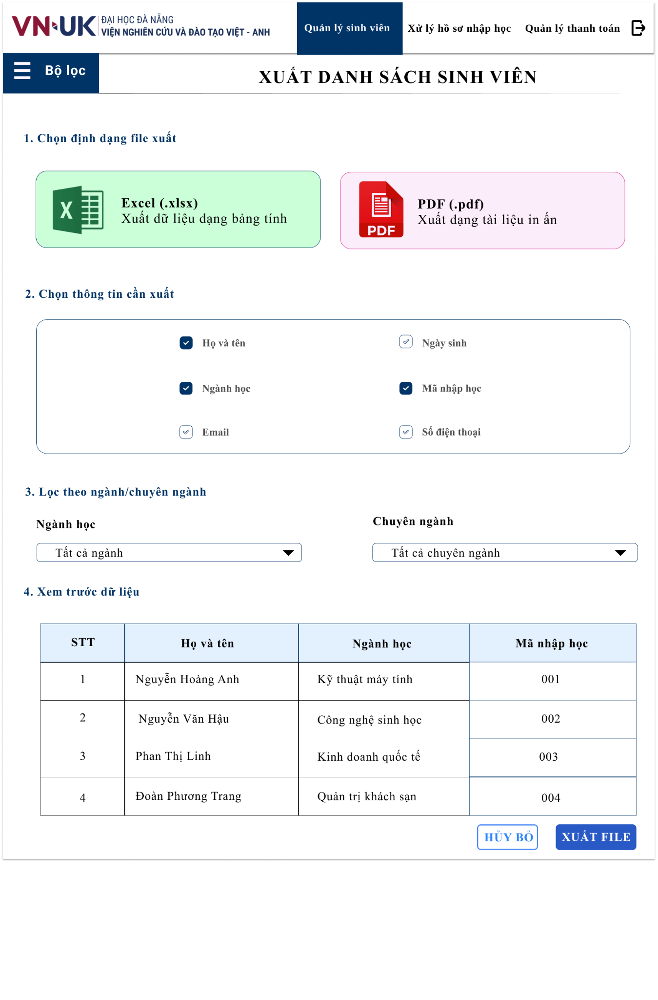 VN-UK
ĐẠI HỌC ĐÀ NẴNG
VIỆN NGHIÊN CỨU VÀ ĐÀO TẠO VIỆT - ANH
Quản lý sinh viên
Xử lý hồ sơ nhập học
Quản lý thanh toán
Bộ lọc
XUẤT DANH SÁCH SINH VIÊN
1. Chọn định dạng file xuất
X
Excel (.xlsx)
Xuất dữ liệu dạng bảng tính
PDF
PDF (.pdf)
Xuất dạng tài liệu in ấn
2. Chọn thông tin cần xuất
Họ và tên
Ngày sinh
Ngành học
Mã nhập học
Email
Số điện thoại
3. Lọc theo ngành/chuyên ngành
Ngành học
Chuyên ngành
Tất cả ngành
Tất cả chuyên ngành
4. Xem trước dữ liệu
STT Họ và tên Ngành học Mã nhập học
1 Nguyễn Hoàng Anh Kỹ thuật máy tính 001
2 Nguyễn Văn Hậu Công nghệ sinh học 002
3 Phan Thị Linh Kinh doanh quốc tế 003
4 Đoàn Phương Trang Quản trị khách sạn 004
HỦY BỎ
XUẤT FILE